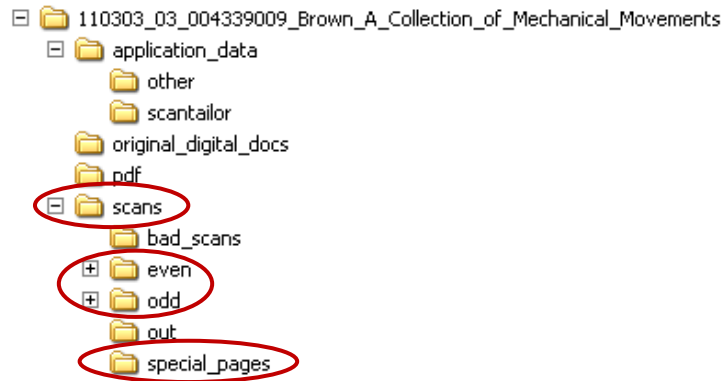 110303_03_004339009_Brown_A_Collection_of_Mechanical_Movements
application_data
other
scantailor
original_digital_docs
pdf
scans
bad_scans
even
odd
out
special_pages